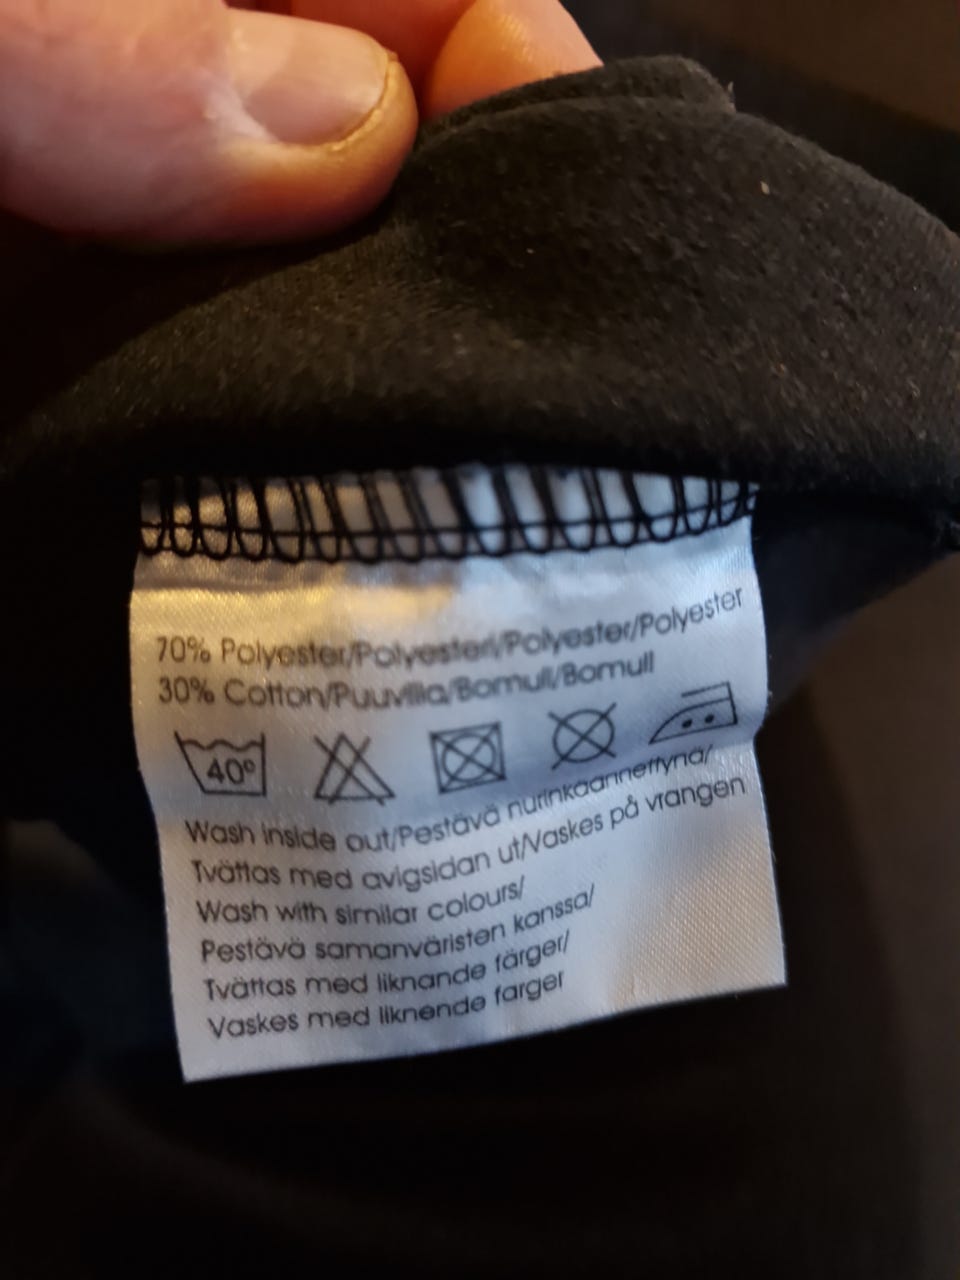 70% Polyester/Polyesteri/Polyester/Polyester
30% Cotton/Puuvilla/Bomull/Bomull
40°
Wash inside out/Pestävä nurinkäännettynä/
Tvättas med avigsidan ut/Vaskes på vrangen
Wash with similar colours/
Pestävä samanväristen kanssa/
Tvättas med liknande färger/
Vaskes med liknende farger